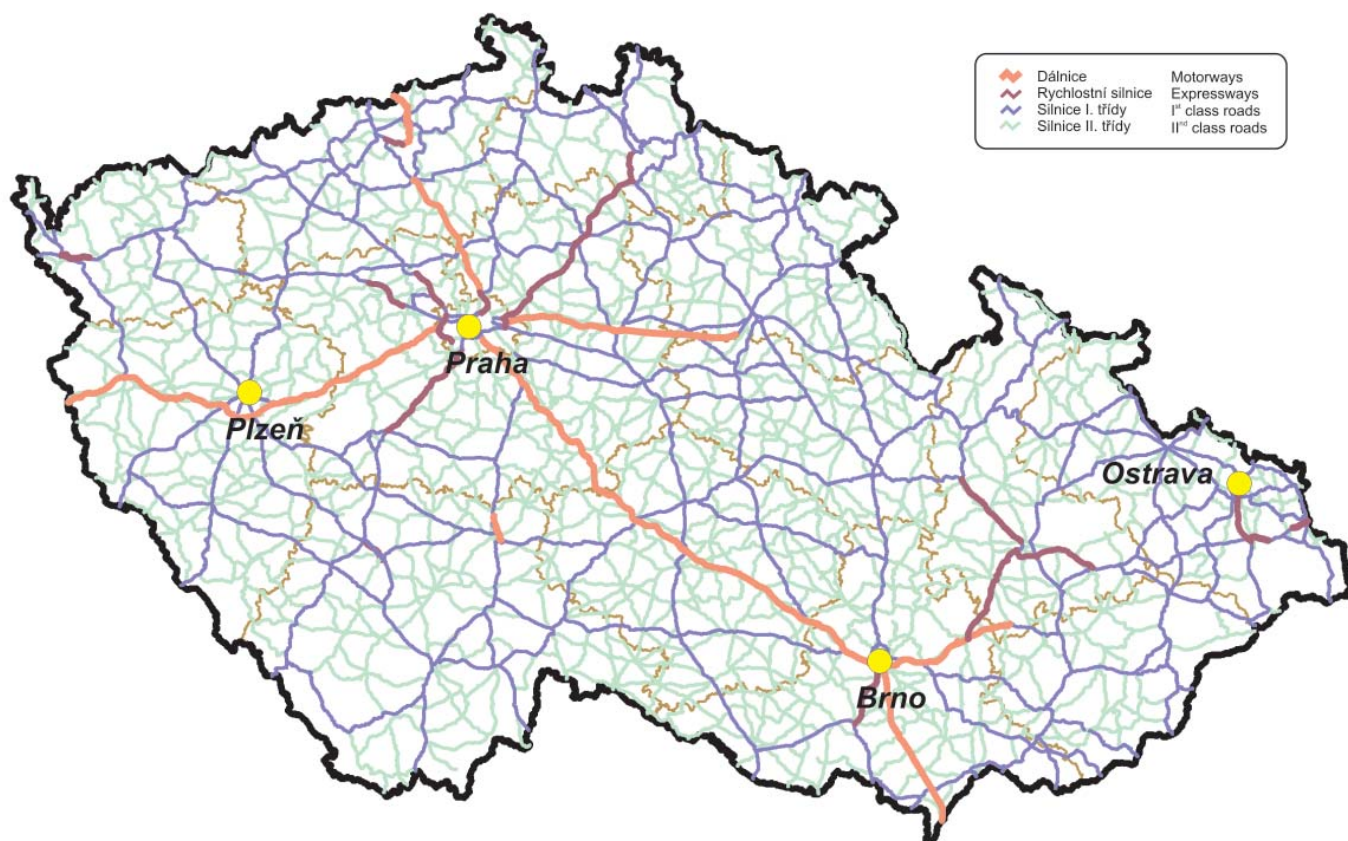 Dálnice Motorways
Rychlostní silnice Expressways
Silnice I. třídy Iˢᵗ class roads
Silnice II. třídy IIⁿᵈ class roads
Praha
Plzeň
Ostrava
Brno